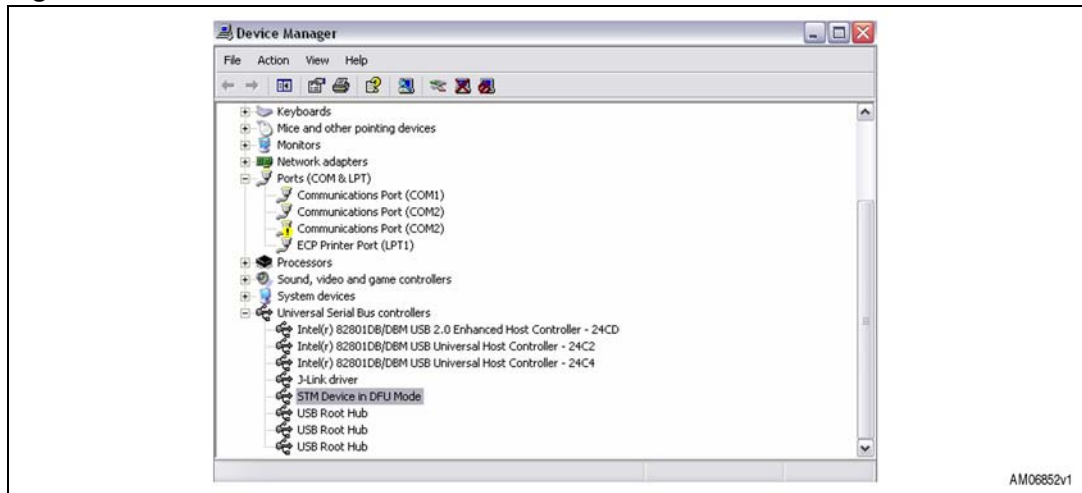 Device Manager
File Action View Help
Keyboards
Mice and other pointing devices
Monitors
Network adapters
Ports (COM & LPT)
Communications Port (COM1)
Communications Port (COM2)
Communications Port (COM2)
ECP Printer Port (LPT1)
Processors
Sound, video and game controllers
System devices
Universal Serial Bus controllers
Intel(r) 82801DB/DBM USB 2.0 Enhanced Host Controller - 24CD
Intel(r) 82801DB/DBM USB Universal Host Controller - 24C2
Intel(r) 82801DB/DBM USB Universal Host Controller - 24C4
J-Link driver
STM Device in DFU Mode
USB Root Hub
USB Root Hub
USB Root Hub
AM06852v1